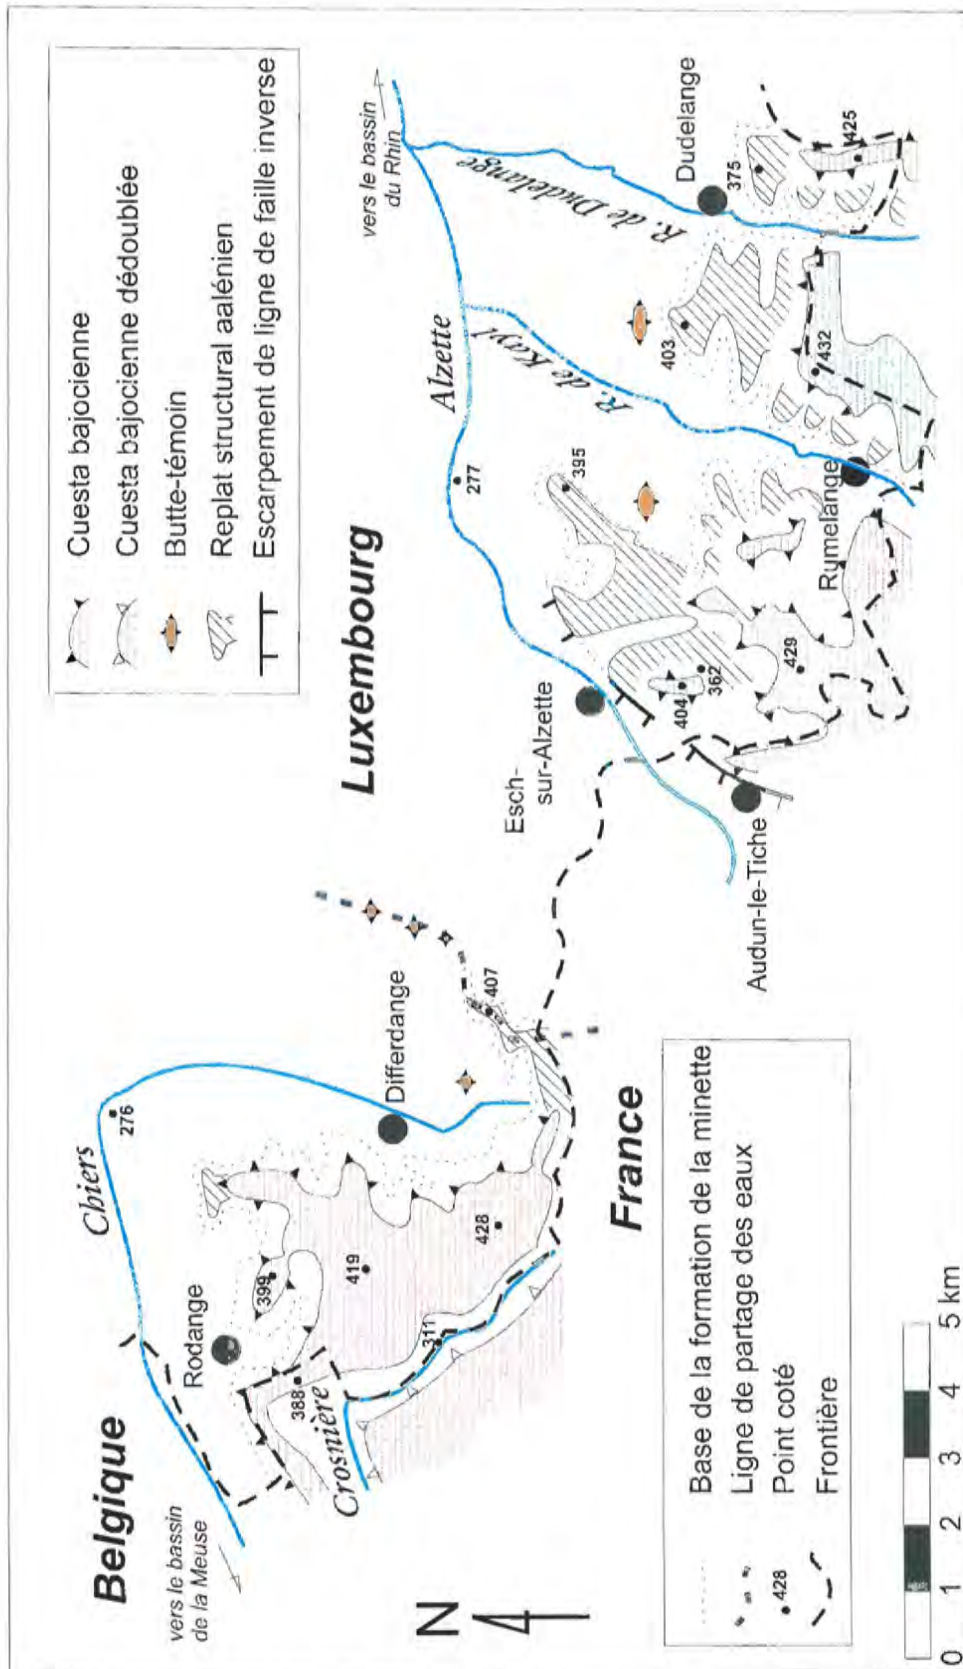 Belgique
vers le bassin
de la Meuse
Chiers
276
Rodange
399
388
Crosnière
311
419
428
Differdange
407
France
Luxembourg
Esch-
sur-Alzette
Audun-le-Tiche
Alzette
277
395
404
362
429
Rumelange
R. de Kayl
403
432
R. de Dudelange
Dudelange
375
425
vers le bassin
du Rhin
Cuesta bajocienne
Cuesta bajocienne dédoublée
Butte-témoin
Replat structural aalénien
Escarpement de ligne de faille inverse
N
Base de la formation de la minette
Ligne de partage des eaux
•428 Point coté
Frontière
0 1 2 3 4 5 km